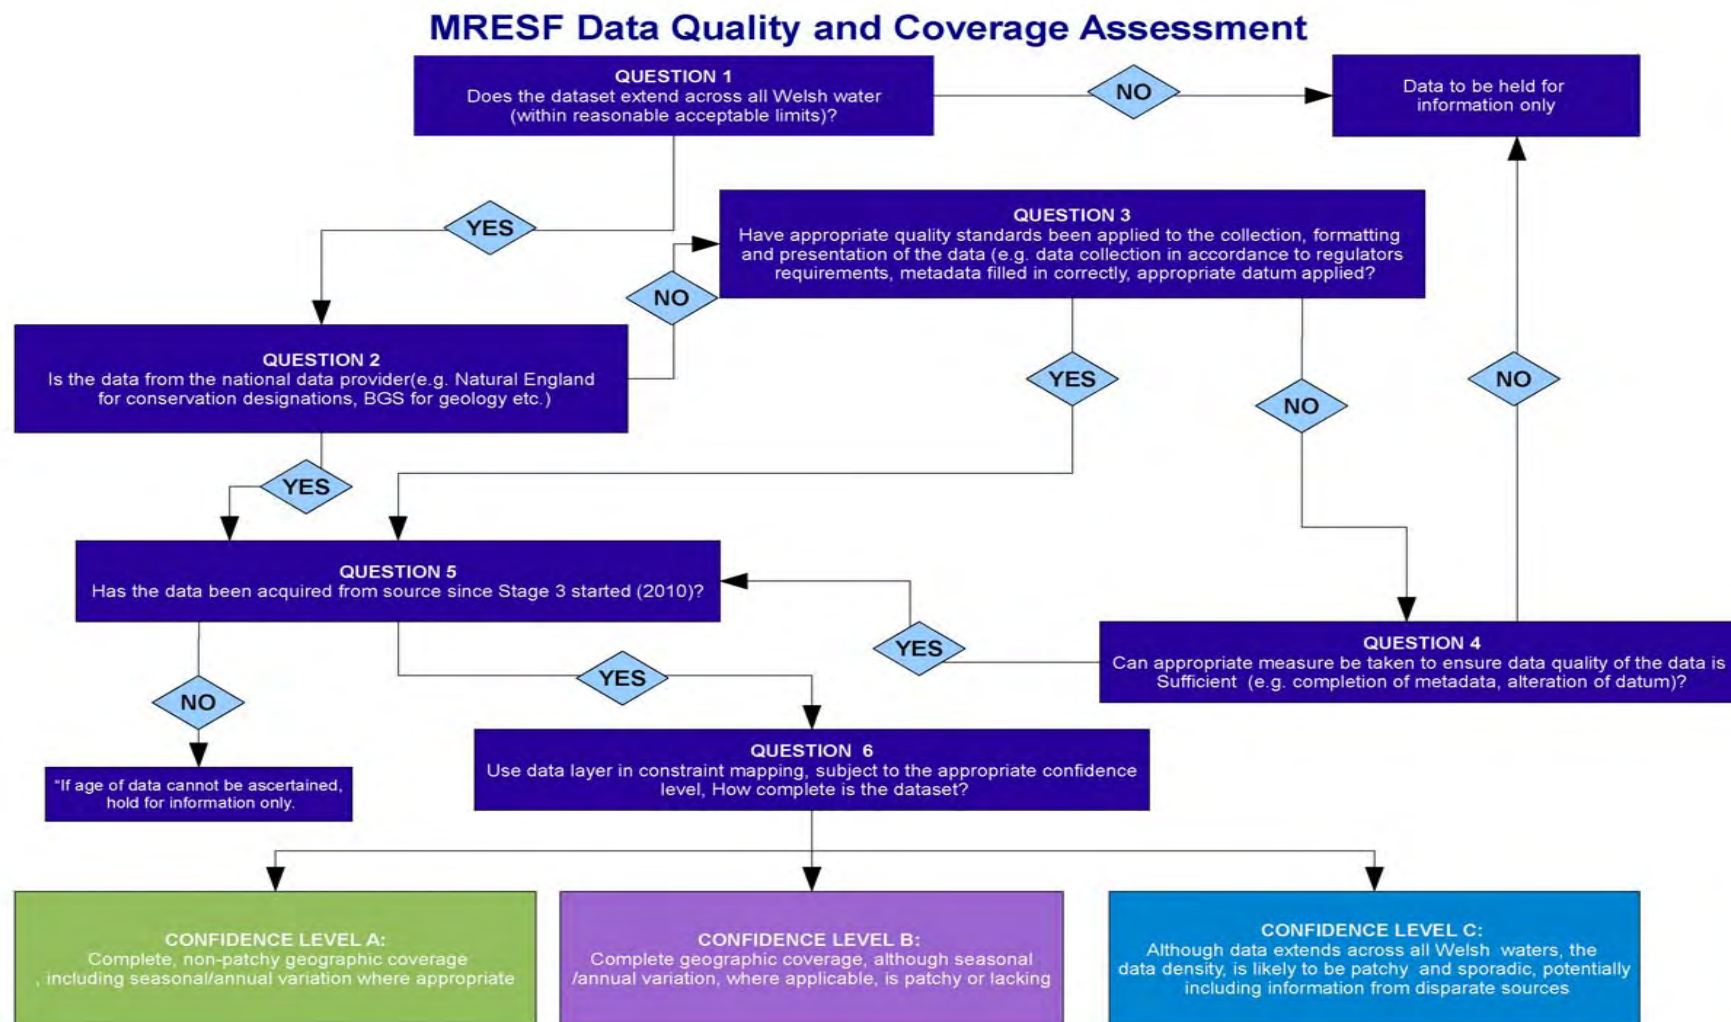 MRESF Data Quality and Coverage Assessment
QUESTION 1
Does the dataset extend across all Welsh water
(within reasonable acceptable limits)?
NO
Data to be held for
information only
YES
QUESTION 3
Have appropriate quality standards been applied to the collection, formatting
and presentation of the data (e.g. data collection in accordance to regulators
requirements, metadata filled in correctly, appropriate datum applied?
NO
QUESTION 2
Is the data from the national data provider(e.g. Natural England
for conservation designations, BGS for geology etc.)
YES
NO
NO
YES
QUESTION 5
Has the data been acquired from source since Stage 3 started (2010)?
YES
QUESTION 4
Can appropriate measure be taken to ensure data quality of the data is
Sufficient (e.g. completion of metadata, alteration of datum)?
NO
YES
"If age of data cannot be ascertained,
hold for information only.
QUESTION 6
Use data layer in constraint mapping, subject to the appropriate confidence
level, How complete is the dataset?
CONFIDENCE LEVEL A:
Complete, non-patchy geographic coverage
, including seasonal/annual variation where appropriate
CONFIDENCE LEVEL B:
Complete geographic coverage, although seasonal
/annual variation, where applicable, is patchy or lacking
CONFIDENCE LEVEL C:
Although data extends across all Welsh waters, the
data density, is likely to be patchy and sporadic, potentially
including information from disparate sources